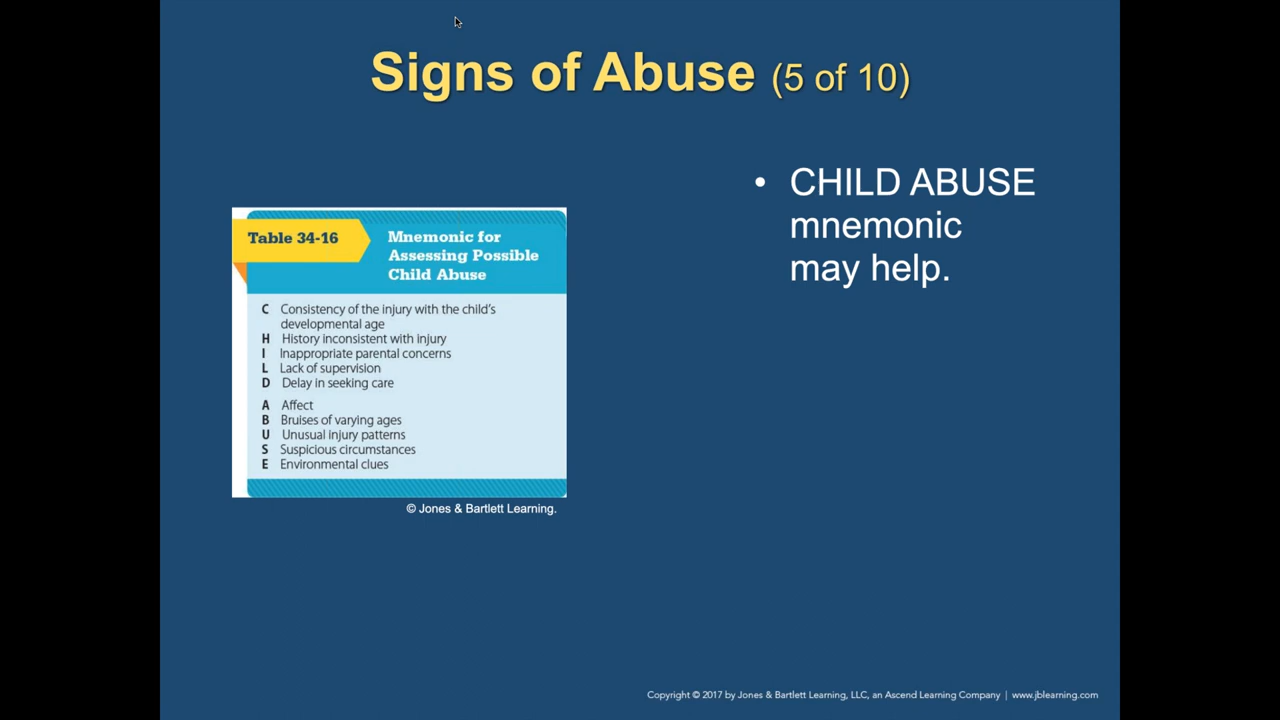 Signs of Abuse (5 of 10)
Table 34-16
Mnemonic for
Assessing Possible
Child Abuse
C Consistency of the injury with the child's
developmental age
H History inconsistent with injury
I Inappropriate parental concerns
L Lack of supervision
D Delay in seeking care
A Affect
B Bruises of varying ages
U Unusual injury patterns
S Suspicious circumstances
E Environmental clues
© Jones & Bartlett Learning.
• CHILD ABUSE
mnemonic
may help.
Copyright © 2017 by Jones & Bartlett Learning, LLC, an Ascend Learning Company | www.jblearning.com